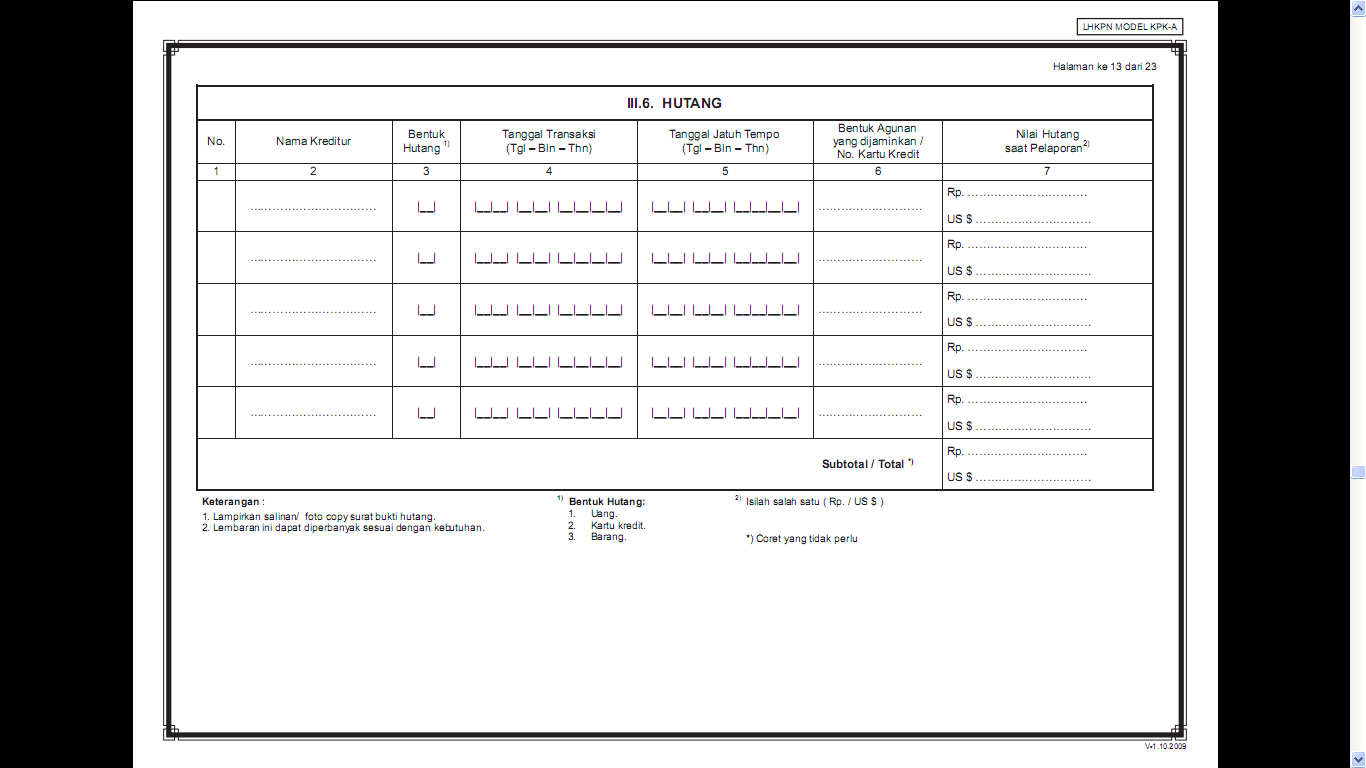 LHKPN MODEL KPK-A
Halaman ke 13 dari 23
III.6. HUTANG
No. Nama Kreditur Bentuk Hutang 1) Tanggal Transaksi (Tgl – Bln – Thn) Tanggal Jatuh Tempo (Tgl – Bln – Thn) Bentuk Agunan yang dijaminkan / No. Kartu Kredit Nilai Hutang saat Pelaporan 2)
1 2 3 4 5 6 7
Rp. ................................
US $ ...............................
Rp. ................................
US $ ...............................
Rp. ................................
US $ ...............................
Rp. ................................
US $ ...............................
Rp. ................................
US $ ...............................
Subtotal / Total *) Rp. ................................
US $ ...............................
Keterangan :
1. Lampirkan salinan/ foto copy surat bukti hutang.
2. Lembaran ini dapat diperbanyak sesuai dengan kebutuhan.
1) Bentuk Hutang:
1. Uang.
2. Kartu kredit.
3. Barang.
2) Isilah salah satu ( Rp. / US $ )
*) Coret yang tidak perlu
V-1.10.2009